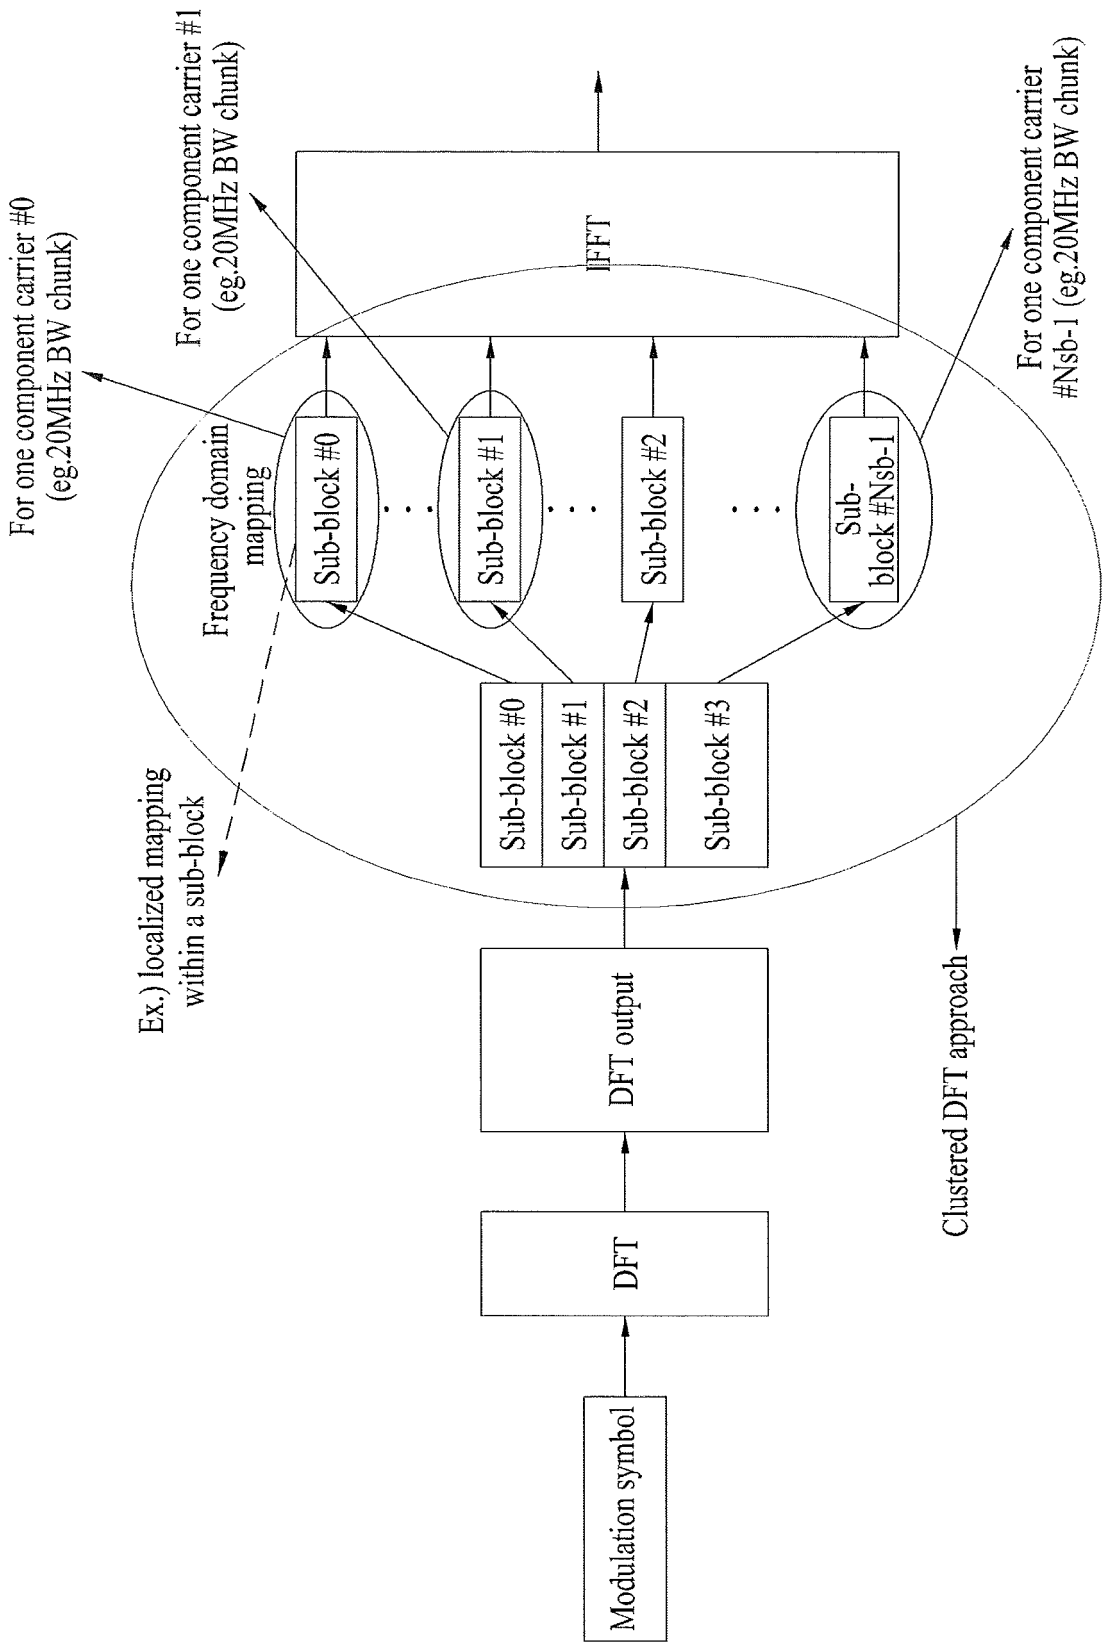 For one component carrier #0
(eg.20MHz BW chunk)
For one component carrier #1
(eg.20MHz BW chunk)
Ex.) localized mapping
within a sub-block
Frequency domain
mapping
Sub-block #0
Sub-block #1
Sub-block #2
Sub-
block #Nsb-1
Modulation symbol
DFT
DFT output
Sub-block #0
Sub-block #1
Sub-block #2
Sub-block #3
IFFT
For one component carrier
#Nsb-1 (eg.20MHz BW chunk)
Clustered DFT approach